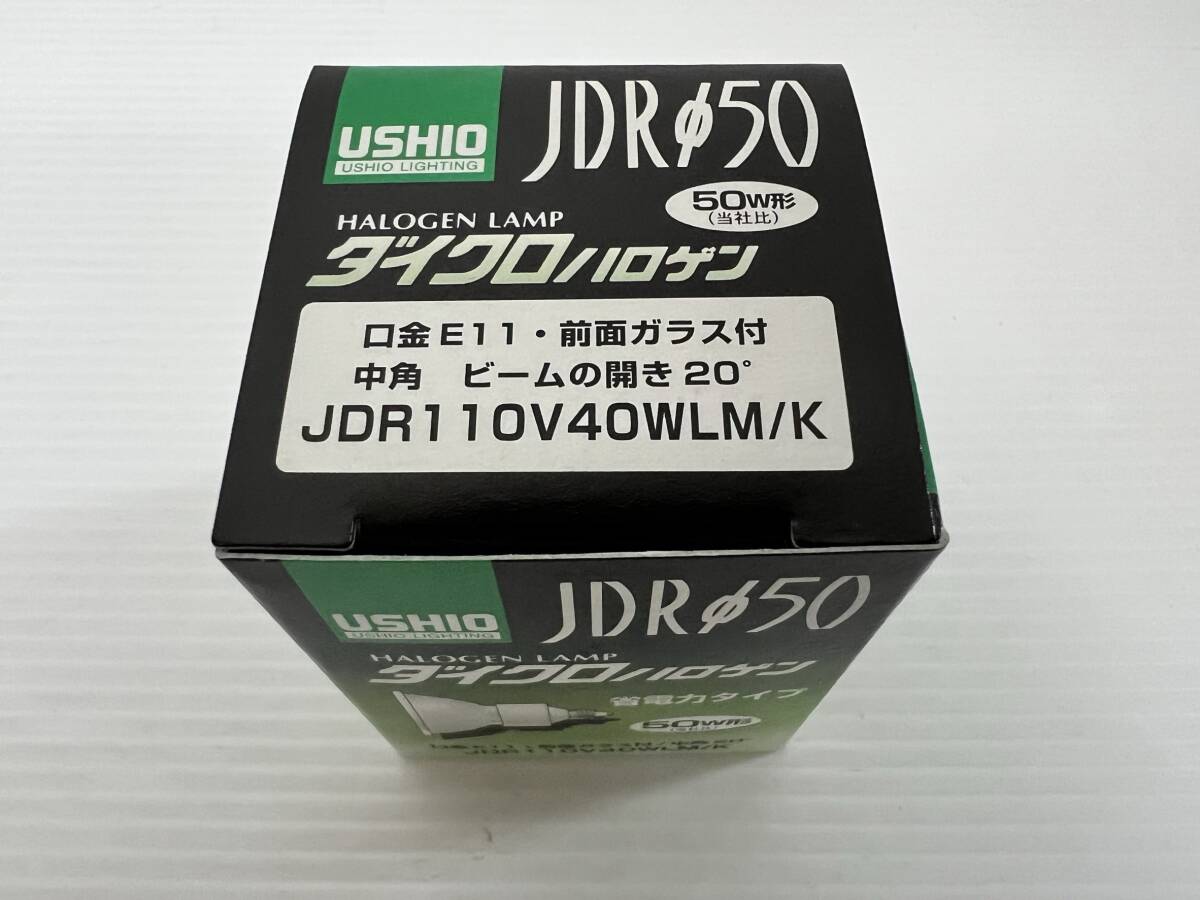 USHIO
USHIO LIGHTING
JDRφ50
50W形
(当社比)
HALOGEN LAMP
ダイクロハロゲン
口金E11・前面ガラス付
中角 ビームの開き20°
JDR110V40WLM/K
USHIO
USHIO LIGHTING
JDRφ50
HALOGEN LAMP
ダイクロハロゲン
省電力タイプ
50W形
JDR110V40WLM/K